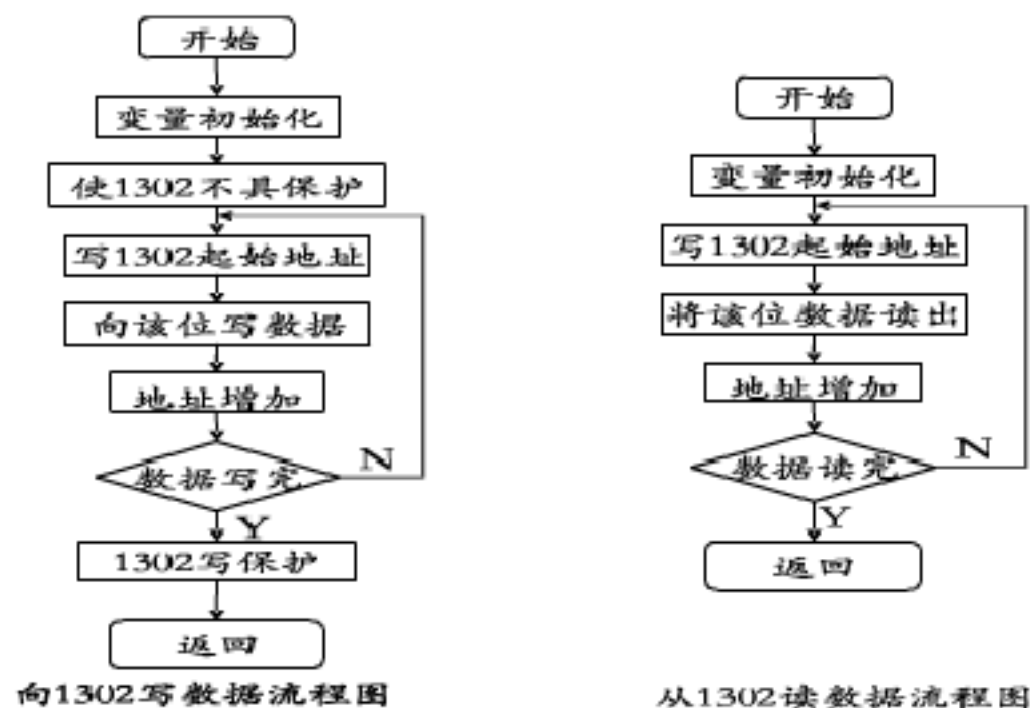 开始
变量初始化
使1302不具保护
写1302起始地址
向该位写数据
地址增加
数据写完
N
Y
1302写保护
返回
向1302写数据流程图
开始
变量初始化
写1302起始地址
将该位数据读出
地址增加
数据读完
N
Y
返回
从1302读数据流程图